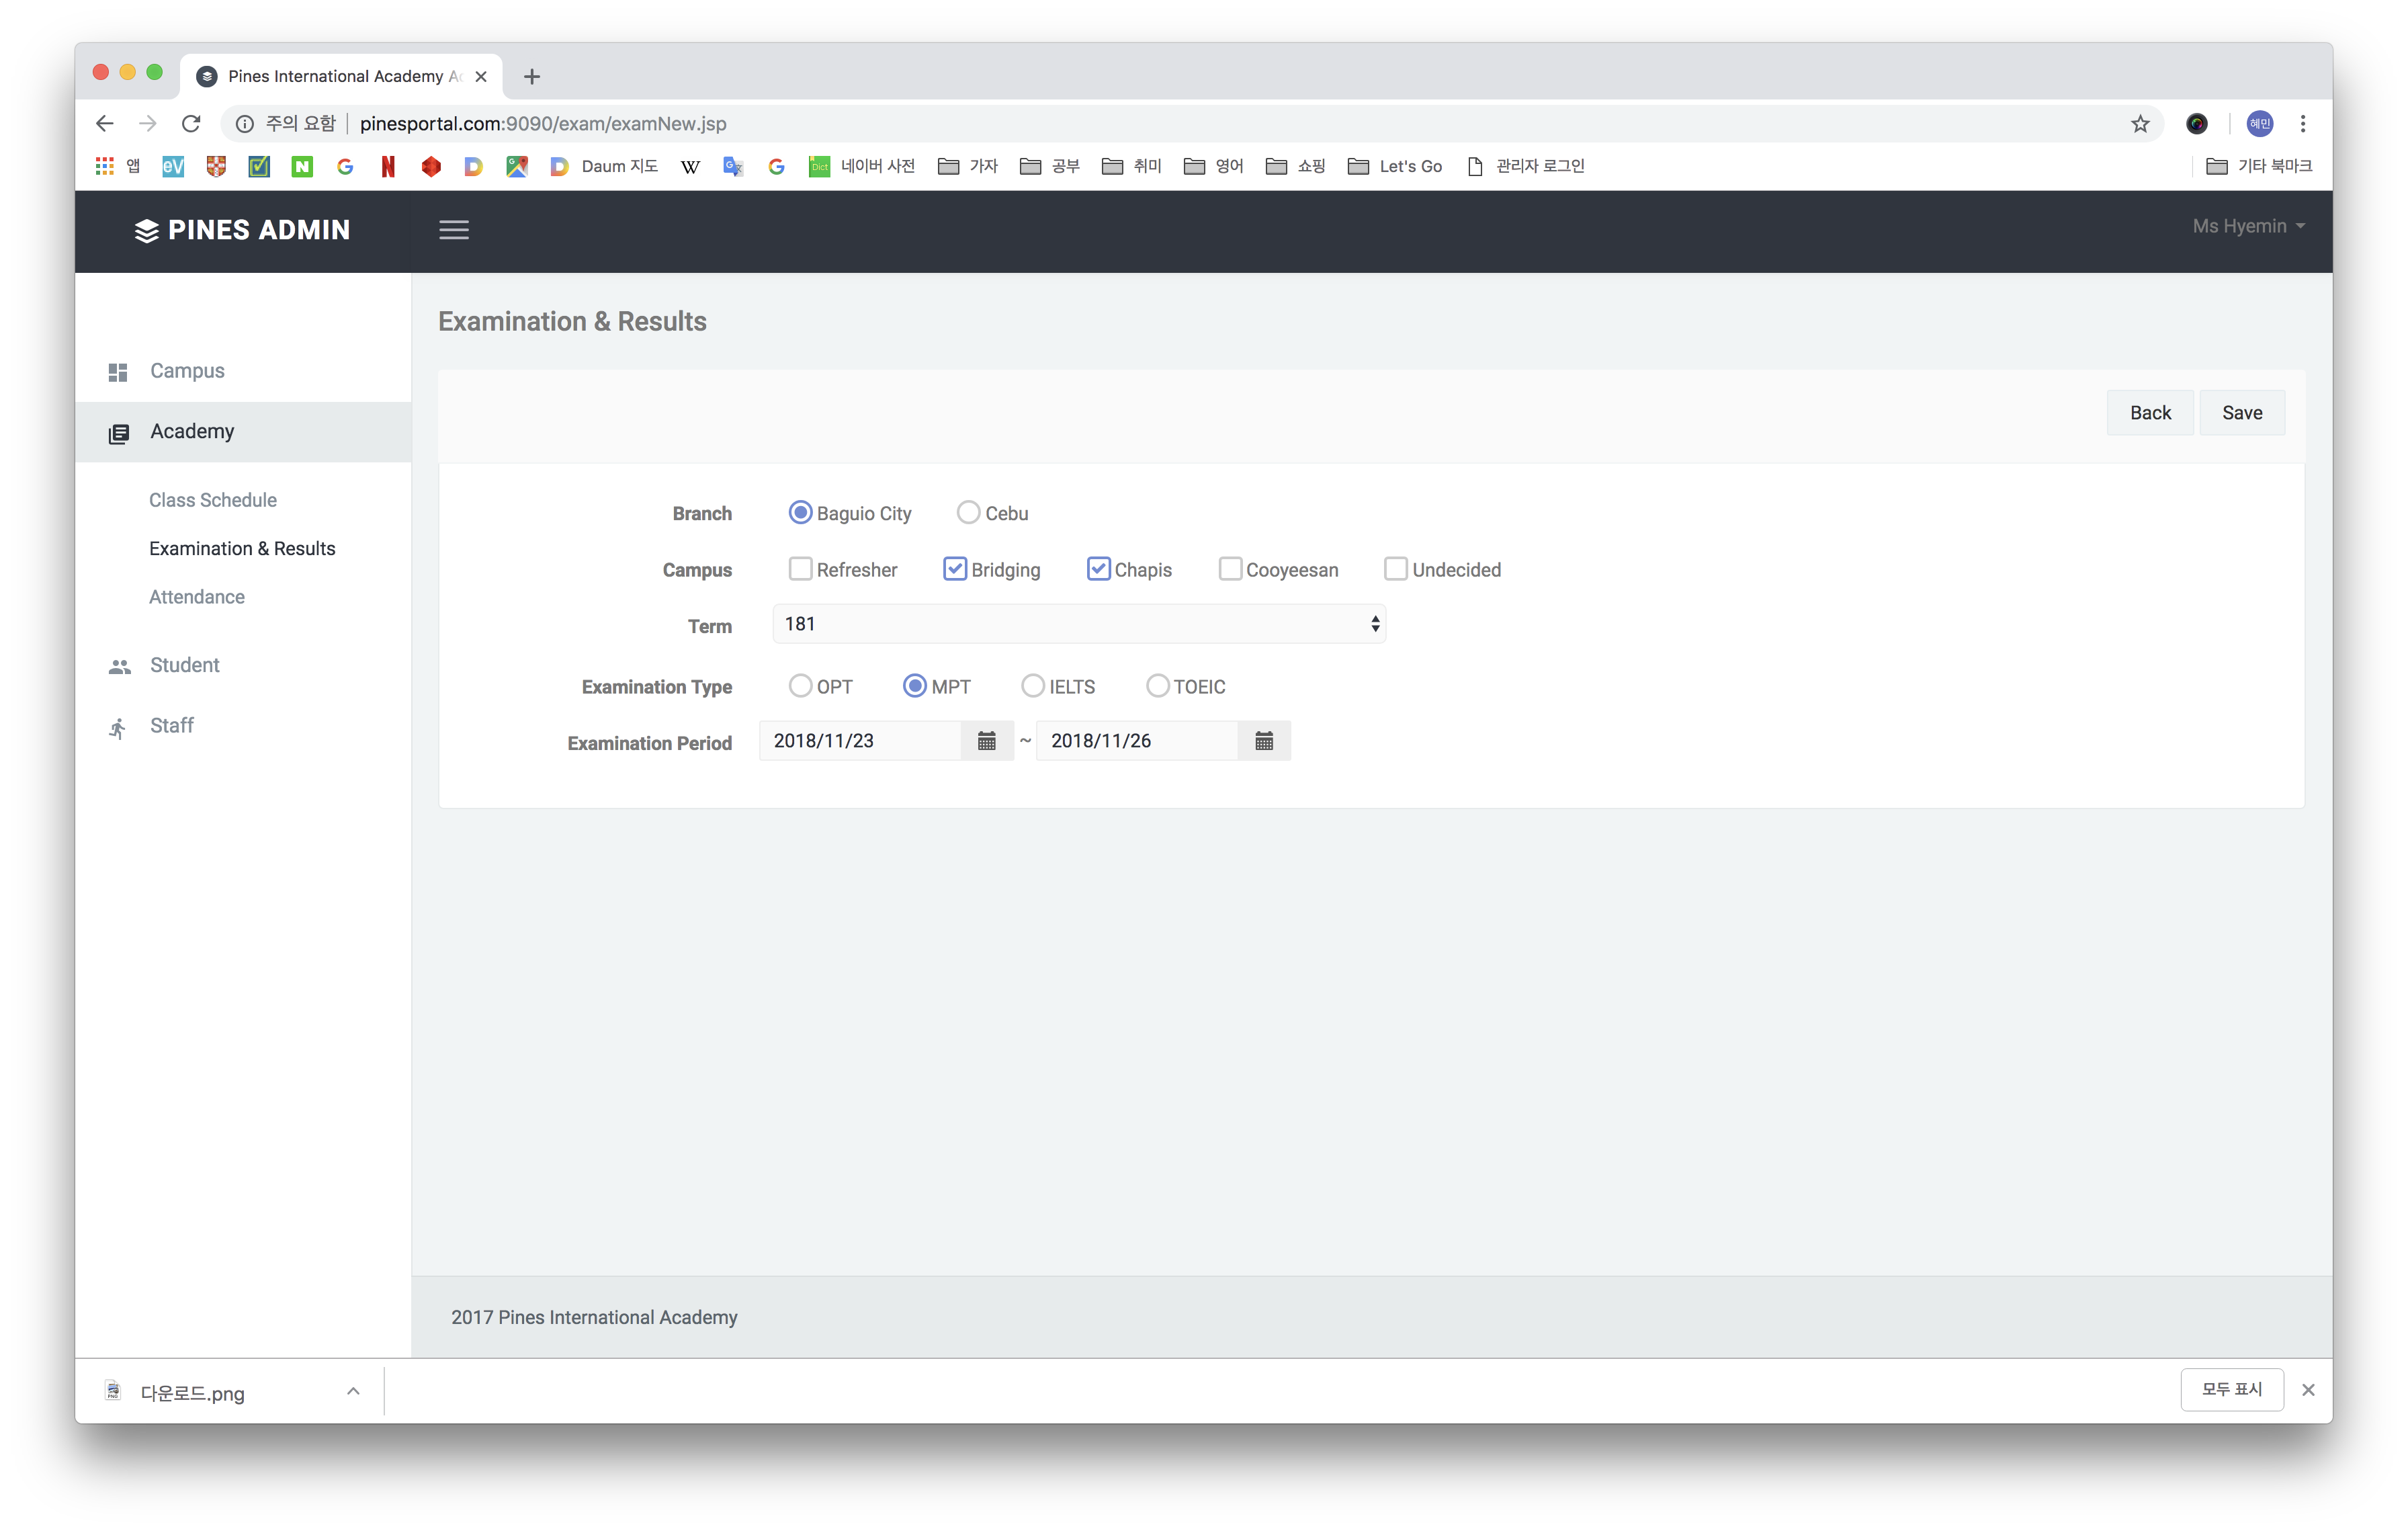 Pines International Academy
주의 요함 pinesportal.com:9090/exam/examNew.jsp 혜민
앱 eV N G N D G D Daum 지도 W G Dict 네이버 사전 가자 공부 취미 영어 쇼핑 Let's Go 관리자 로그인 기타 북마크
PINES ADMIN Ms Hyemin
Examination & Results
Campus
Academy
Class Schedule
Examination & Results
Attendance
Student
Staff
Back Save
Branch Baguio City Cebu
Campus Refresher Bridging Chapis Cooyeesan Undecided
Term 181
Examination Type OPT MPT IELTS TOEIC
Examination Period 2018/11/23 ~ 2018/11/26
2017 Pines International Academy
다운로드.png 모두 표시